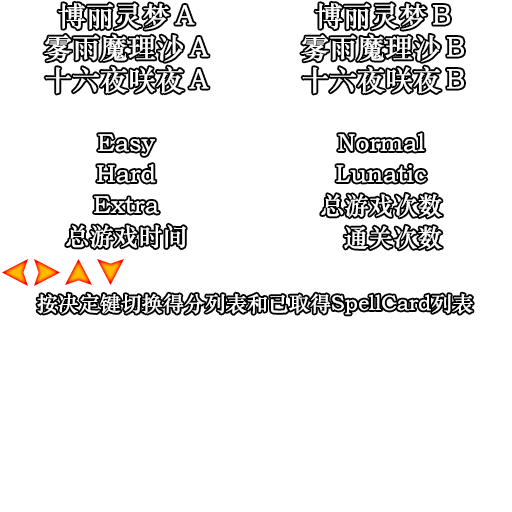 博丽灵梦 A 博丽灵梦 B
雾雨魔理沙 A 雾雨魔理沙 B
十六夜咲夜 A 十六夜咲夜 B
Easy Normal
Hard Lunatic
Extra 总游戏次数
总游戏时间 通关次数
按决定键切换得分列表和已取得SpellCard列表